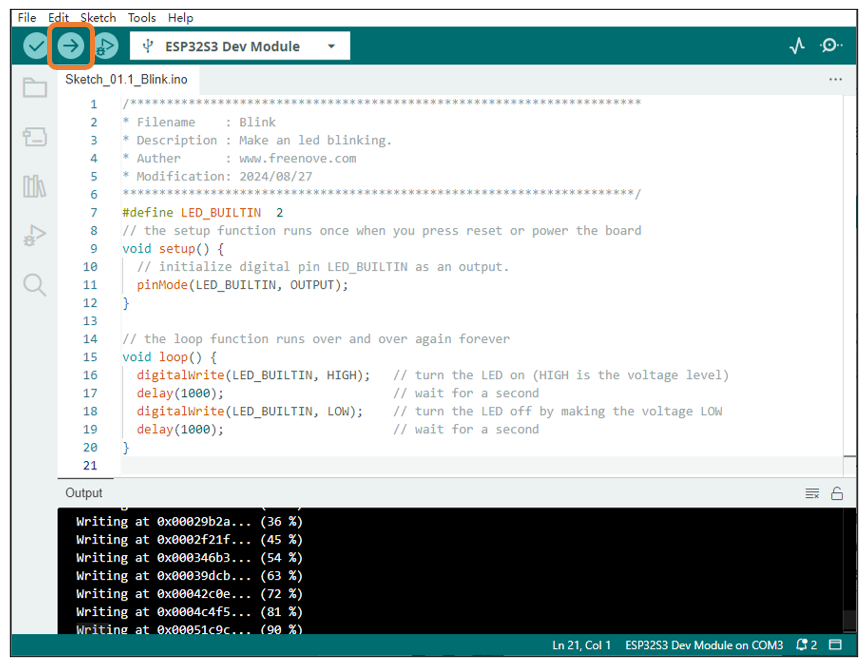 File Edit Sketch Tools Help
ESP32S3 Dev Module
Sketch_01.1_Blink.ino
1 /**********************************************************************
2 * Filename    : Blink
3 * Description : Make an led blinking.
4 * Auther      : www.freenove.com
5 * Modification: 2024/08/27
6 **********************************************************************/
7 #define LED_BUILTIN  2
8 // the setup function runs once when you press reset or power the board
9 void setup() {
10   // initialize digital pin LED_BUILTIN as an output.
11   pinMode(LED_BUILTIN, OUTPUT);
12 }
13
14 // the loop function runs over and over again forever
15 void loop() {
16   digitalWrite(LED_BUILTIN, HIGH);   // turn the LED on (HIGH is the voltage level)
17   delay(1000);                       // wait for a second
18   digitalWrite(LED_BUILTIN, LOW);    // turn the LED off by making the voltage LOW
19   delay(1000);                       // wait for a second
20 }
21
Output
Writing at 0x00029b2a... (36 %)
Writing at 0x0002f21f... (45 %)
Writing at 0x000346b3... (54 %)
Writing at 0x00039dcb... (63 %)
Writing at 0x00042c0e... (72 %)
Writing at 0x0004c4f5... (81 %)
Writing at 0x00051c9c... (90 %)
Ln 21, Col 1 ESP32S3 Dev Module on COM3 2